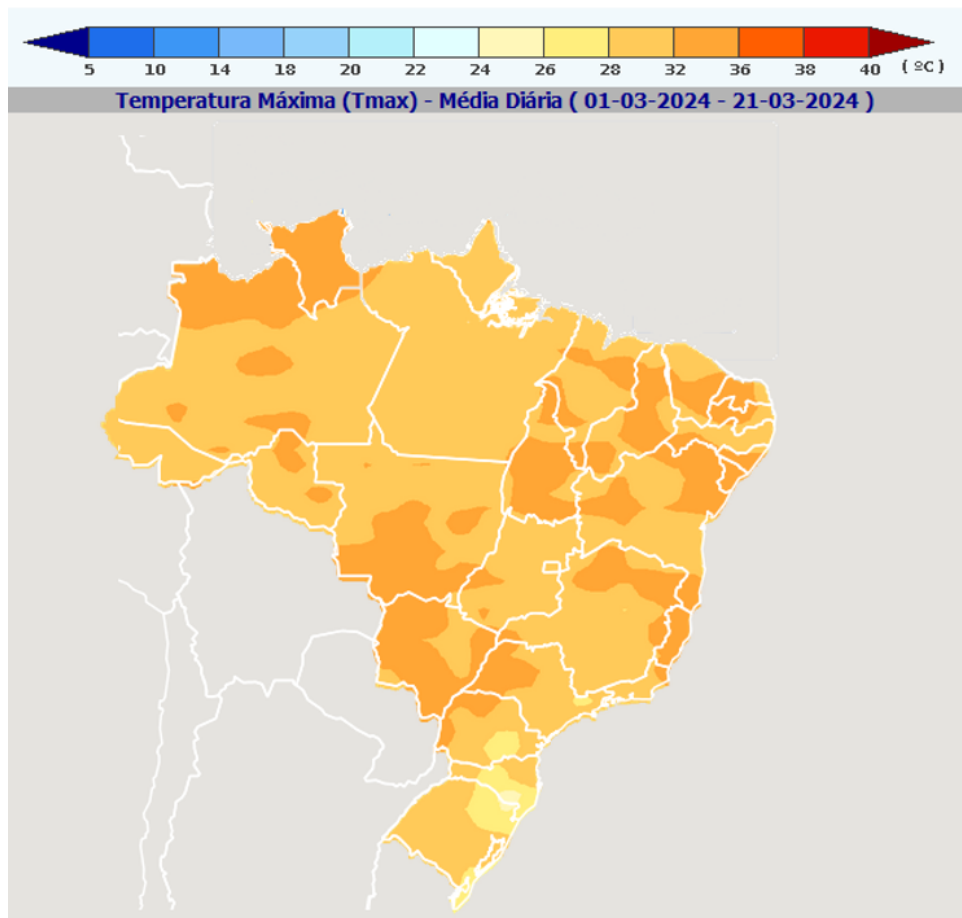 5 10 14 18 20 22 24 26 28 32 36 38 40 ( ºC )
Temperatura Máxima (Tmax) - Média Diária ( 01-03-2024 - 21-03-2024 )